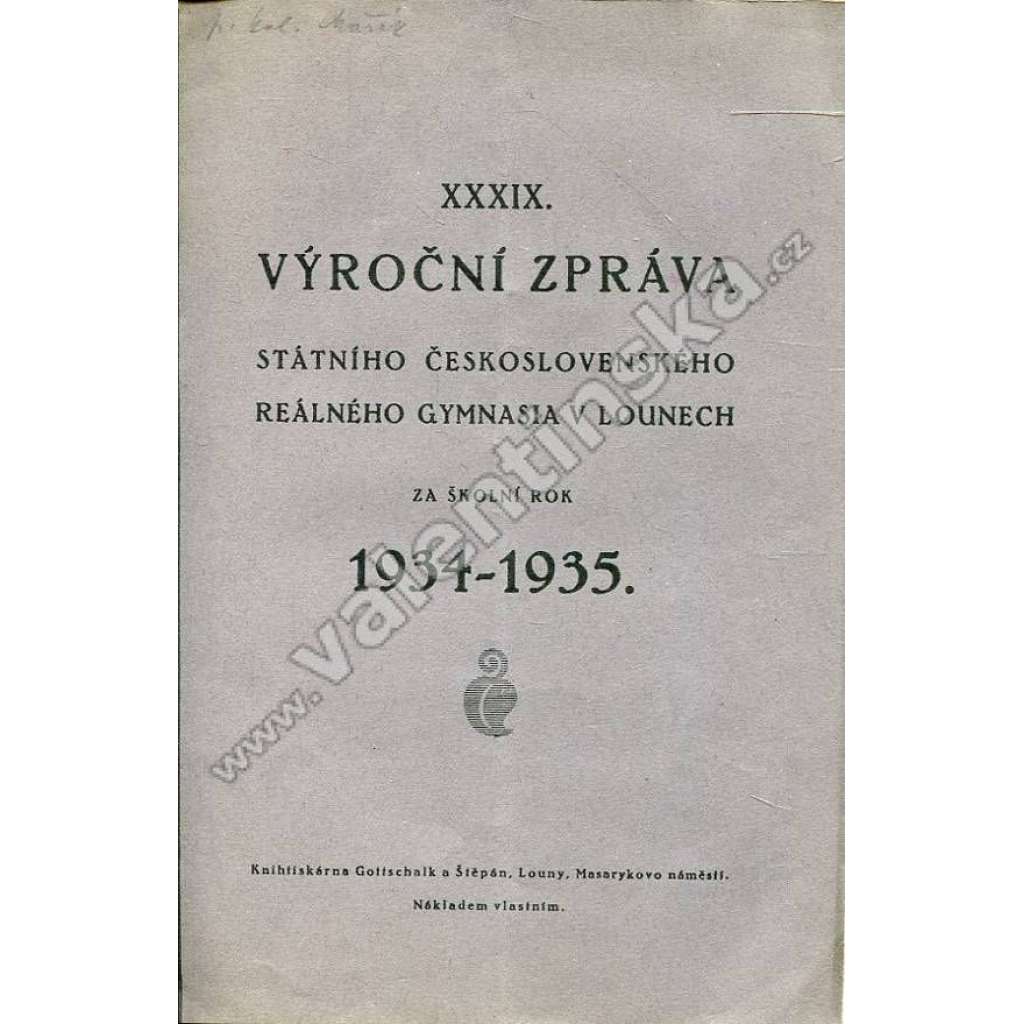 XXXIX.
VÝROČNÍ ZPRÁVA
STÁTNÍHO ČESKOSLOVENSKÉHO
REÁLNÉHO GYMNASIA V LOUNECH
ZA ŠKOLNÍ ROK
1934-1935.
Knihtiskárna Gottschalk a Štěpán, Louny, Masarykovo náměstí.
Nákladem vlastním.
www.valentinska.cz